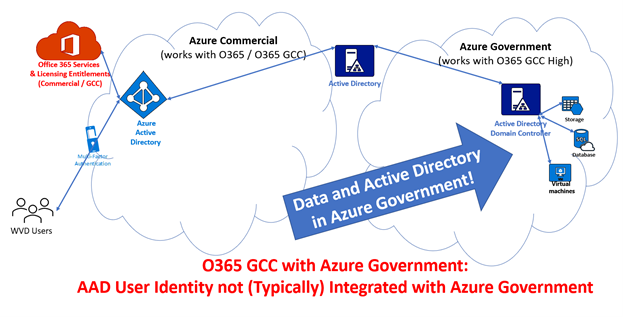 Office 365 Services
& Licensing Entitlements
(Commercial / GCC)
Azure Commercial
(works with O365 / O365 GCC)
Azure Government
(works with O365 GCC High)
Active Directory
Azure
Active
Directory
Active Directory
Domain Controller
Storage
SQL
Database
Virtual
machines
Multi-Factor
Authentication
WVD Users
Data and Active Directory
in Azure Government!
O365 GCC with Azure Government:
AAD User Identity not (Typically) Integrated with Azure Government